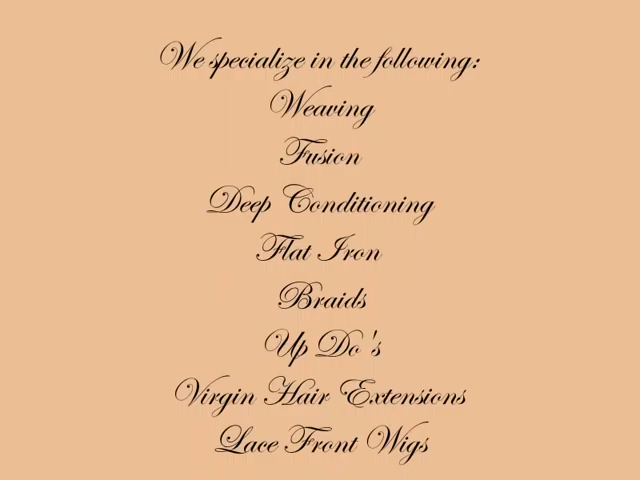 We specialize in the following:
Weaving
Fusion
Deep Conditioning
Flat Iron
Braids
Up Do's
Virgin Hair Extensions
Lace Front Wigs